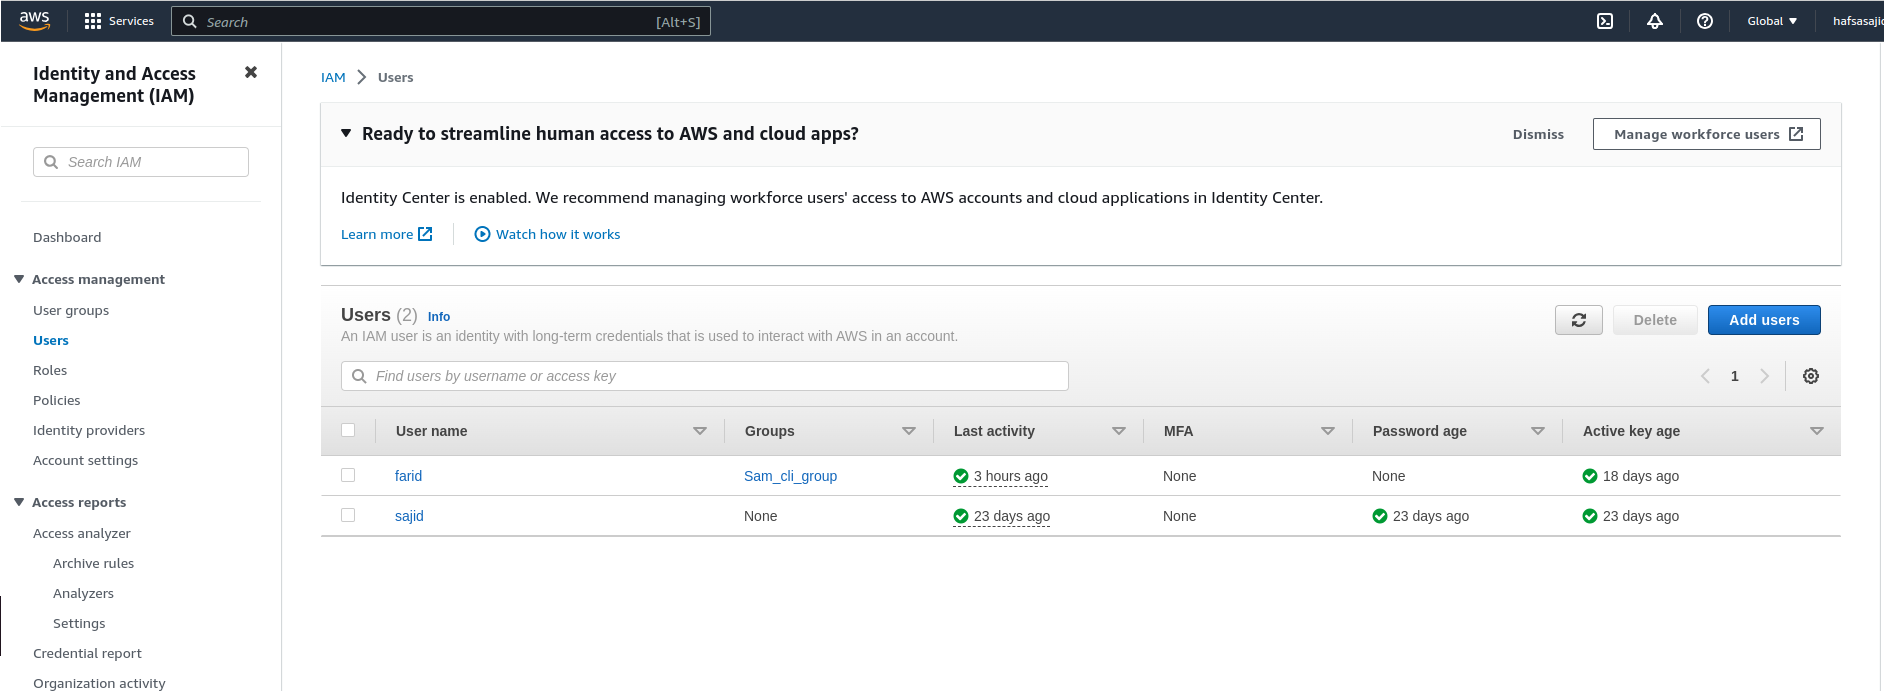 aws Services Search [Alt+S] Global hafsasajid
Identity and Access
Management (IAM)
Search IAM
Dashboard
Access management
User groups
Users
Roles
Policies
Identity providers
Account settings
Access reports
Access analyzer
Archive rules
Analyzers
Settings
Credential report
Organization activity
IAM Users
Ready to streamline human access to AWS and cloud apps? Dismiss Manage workforce users
Identity Center is enabled. We recommend managing workforce users' access to AWS accounts and cloud applications in Identity Center.
Learn more Watch how it works
Users (2) Info Delete Add users
An IAM user is an identity with long-term credentials that is used to interact with AWS in an account.
Find users by username or access key 1
User name Groups Last activity MFA Password age Active key age
farid Sam_cli_group 3 hours ago None None 18 days ago
sajid None 23 days ago None 23 days ago 23 days ago